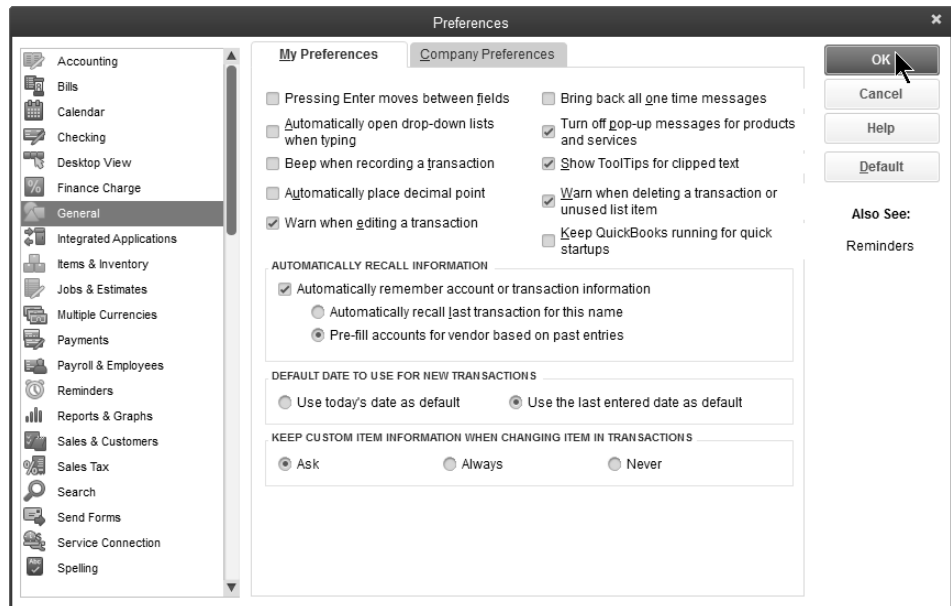 Preferences
Accounting
Bills
Calendar
Checking
Desktop View
Finance Charge
General
Integrated Applications
Items & Inventory
Jobs & Estimates
Multiple Currencies
Payments
Payroll & Employees
Reminders
Reports & Graphs
Sales & Customers
Sales Tax
Search
Send Forms
Service Connection
Spelling
My Preferences
Company Preferences
Pressing Enter moves between fields
Automatically open drop-down lists
when typing
Beep when recording a transaction
Automatically place decimal point
Warn when editing a transaction
Bring back all one time messages
Turn off pop-up messages for products
and services
Show ToolTips for clipped text
Warn when deleting a transaction or
unused list item
Keep QuickBooks running for quick
startups
AUTOMATICALLY RECALL INFORMATION
Automatically remember account or transaction information
Automatically recall last transaction for this name
Pre-fill accounts for vendor based on past entries
DEFAULT DATE TO USE FOR NEW TRANSACTIONS
Use today's date as default
Use the last entered date as default
KEEP CUSTOM ITEM INFORMATION WHEN CHANGING ITEM IN TRANSACTIONS
Ask
Always
Never
OK
Cancel
Help
Default
Also See:
Reminders